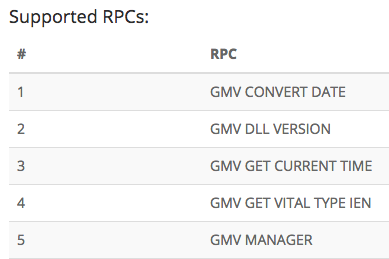 Supported RPCs:
# RPC
1 GMV CONVERT DATE
2 GMV DLL VERSION
3 GMV GET CURRENT TIME
4 GMV GET VITAL TYPE IEN
5 GMV MANAGER